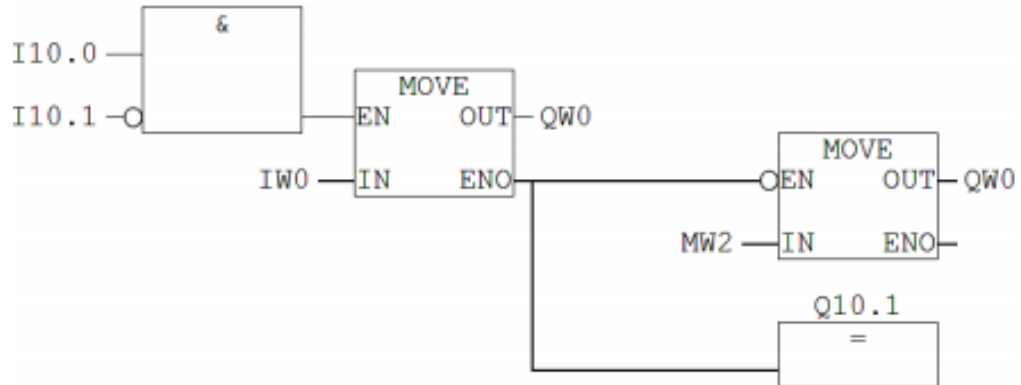 &
I10.0
I10.1
MOVE
EN OUT QW0
IW0 IN ENO
MOVE
EN OUT QW0
MW2 IN ENO
Q10.1
=